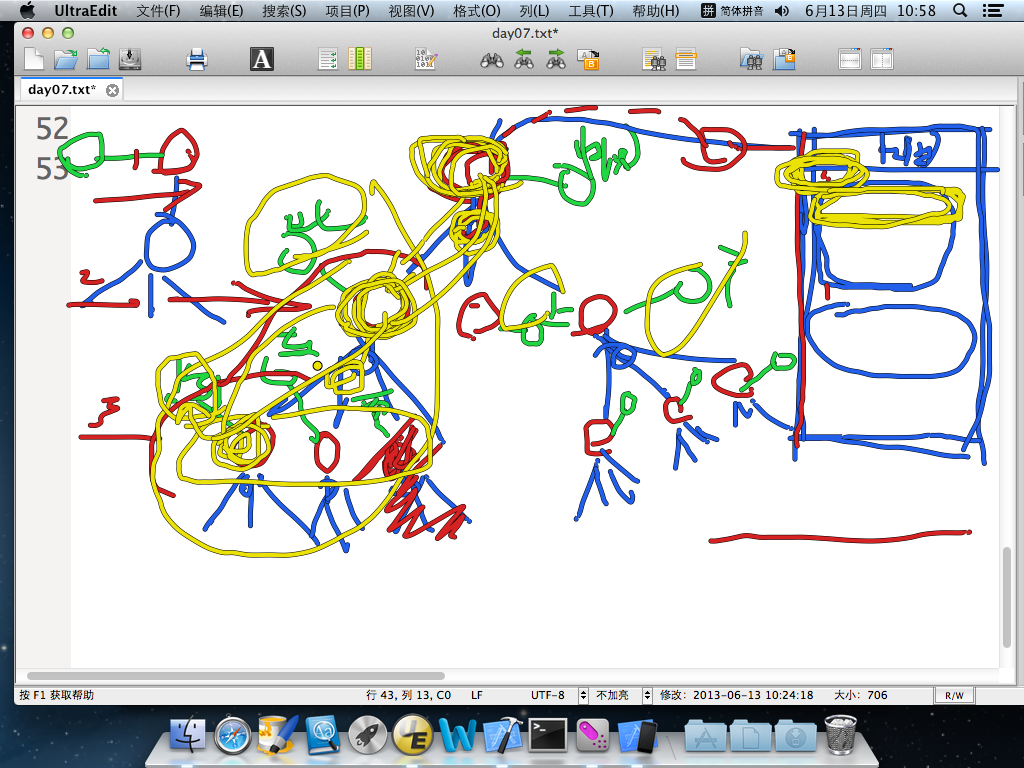 UltraEdit 文件(F) 编辑(E) 搜索(S) 项目(P) 视图(V) 格式(O) 列(L) 工具(T) 帮助(H) 拼 简体拼音 6月13日周四 10:58
day07.txt*
day07.txt*
52
53
2
3
按 F1 获取帮助 行 43, 列 13, C0 LF UTF-8 不加亮 修改: 2013-06-13 10:24:18 大小: 706 R/W